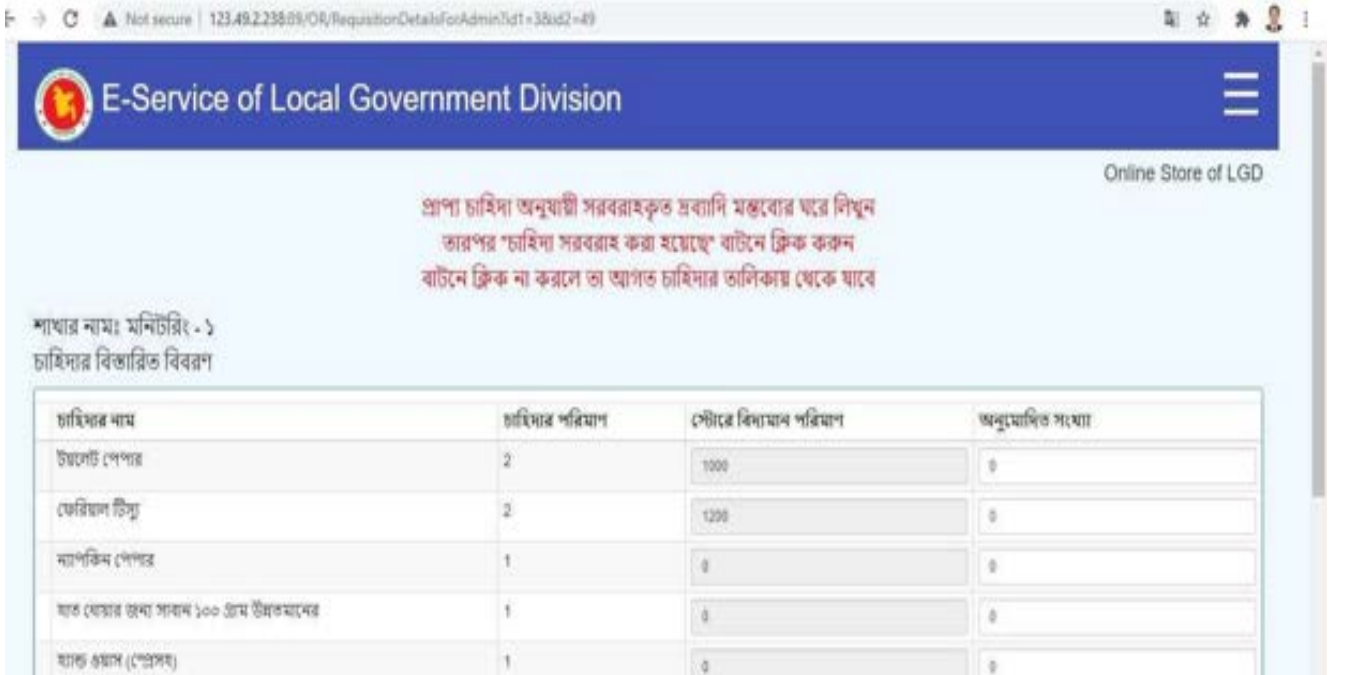 Not secure | 123.49.2.238:89/OR/RequisitionDetailsForAdmin?id1=3&id2=49
E-Service of Local Government Division
Online Store of LGD
প্রাপ্য চাহিদা অনুযায়ী সরবরাহকৃত দ্রব্যাদি মন্তব্যের ঘরে লিখুন
তারপর "চাহিদা সরবরাহ করা হয়েছে" বাটনে ক্লিক করুন
বাটনে ক্লিক না করলে তা আগত চাহিদার তালিকায় থেকে যাবে
শাখার নামঃ মনিটরিং - ১
চাহিদার বিস্তারিত বিবরণ
চাহিদার নাম চাহিদার পরিমাণ স্টোরে বিদ্যমান পরিমাণ অনুমোদিত সংখ্যা
টয়লেট পেপার 2 1000 0
ফেরিয়াল টিস্যু 2 1200 0
ন্যাপকিন পেপার 1 0 0
হাত ধোয়ার জন্য সাবান ১০০ গ্রাম উন্নতমানের 1 0 0
হ্যান্ড ওয়াস (স্প্রেসহ) 1 0 0